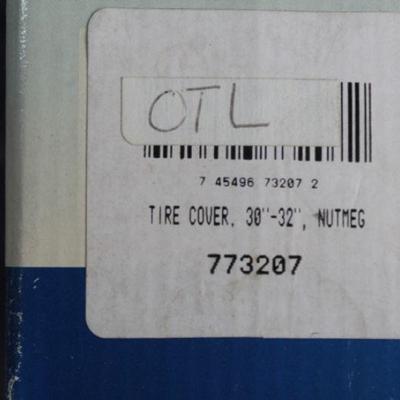 OTL
7 45496 73207 2
TIRE COVER, 30"-32", NUTMEG
773207